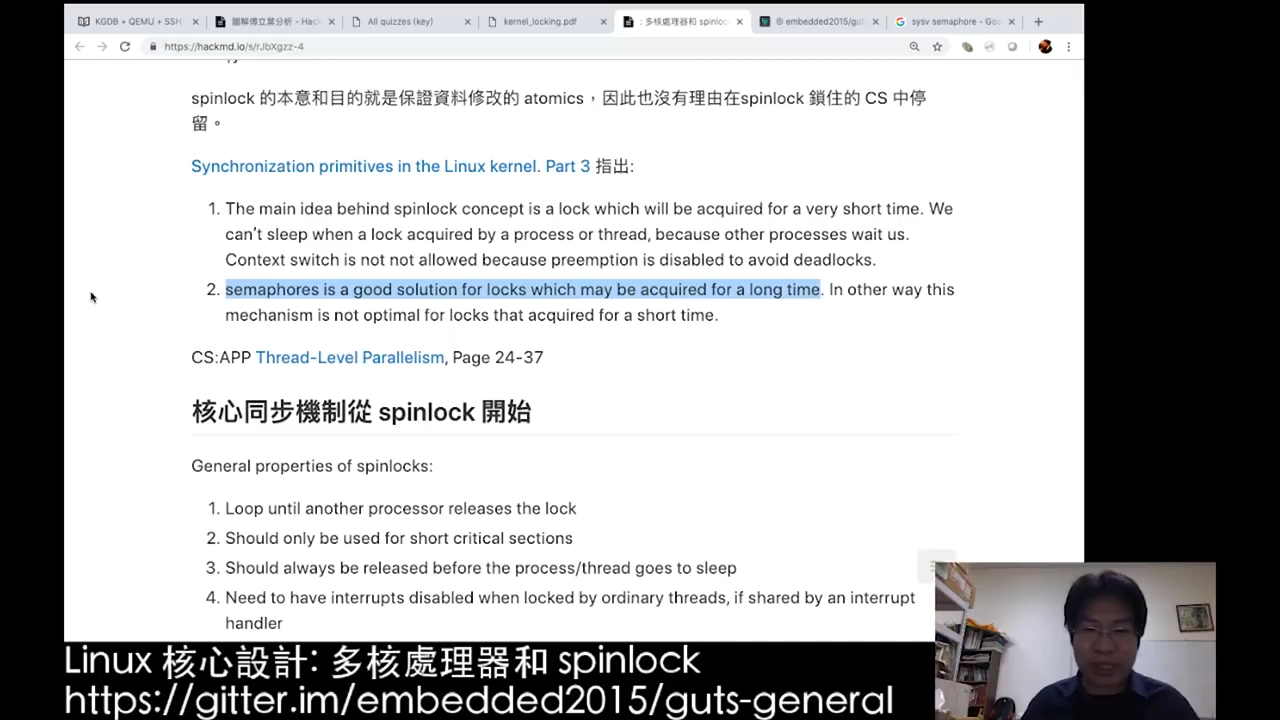 KGDB + QEMU + SSH
圖解傳立葉分析 - Hac
All quizzes (key)
kernel_locking.pdf
: 多核處理器和 spinloc
embedded2015/gut
sysv semaphore - Goo
https://hackmd.io/s/rJbXgzz-4
spinlock 的本意和目的就是保證資料修改的 atomics，因此也沒有理由在spinlock 鎖住的 CS 中停
留。
Synchronization primitives in the Linux kernel. Part 3 指出:
1. The main idea behind spinlock concept is a lock which will be acquired for a very short time. We
can't sleep when a lock acquired by a process or thread, because other processes wait us.
Context switch is not not allowed because preemption is disabled to avoid deadlocks.
2. semaphores is a good solution for locks which may be acquired for a long time. In other way this
mechanism is not optimal for locks that acquired for a short time.
CS:APP Thread-Level Parallelism, Page 24-37
核心同步機制從 spinlock 開始
General properties of spinlocks:
1. Loop until another processor releases the lock
2. Should only be used for short critical sections
3. Should always be released before the process/thread goes to sleep
4. Need to have interrupts disabled when locked by ordinary threads, if shared by an interrupt
handler
Linux 核心設計: 多核處理器和 spinlock
https://gitter.im/embedded2015/guts-general